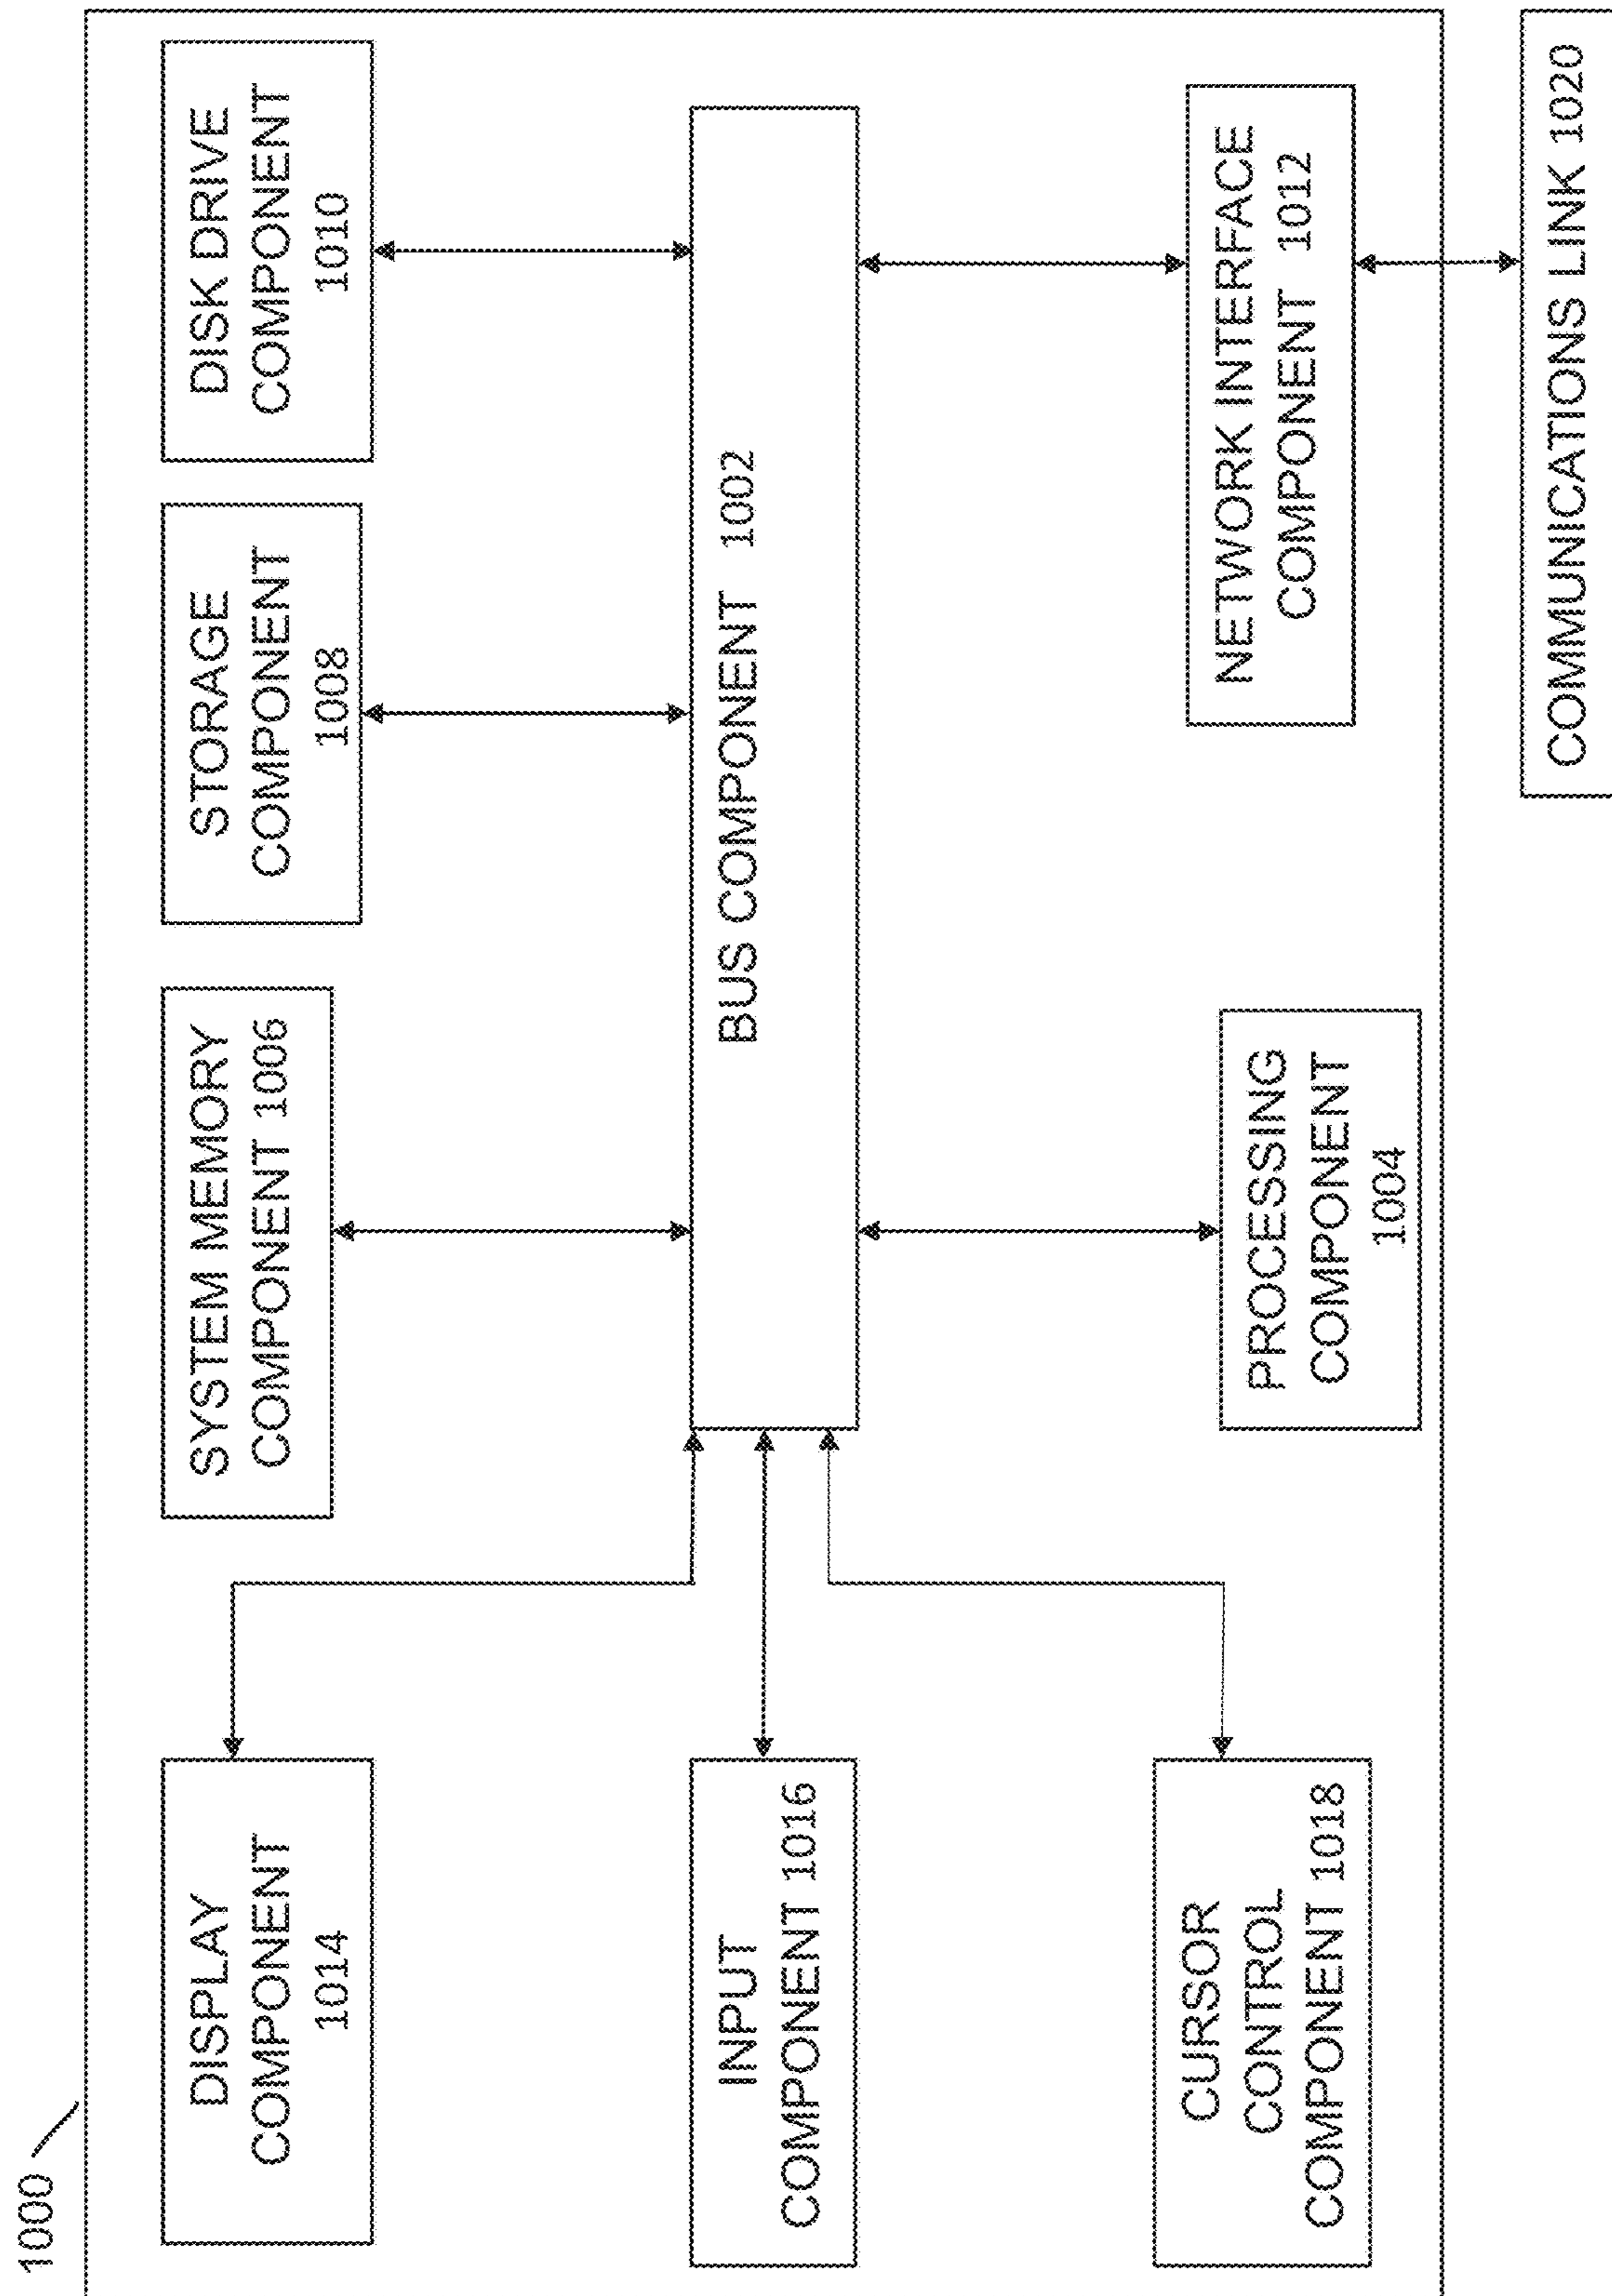 1000
DISPLAY
COMPONENT
1014
SYSTEM MEMORY
COMPONENT 1006
STORAGE
COMPONENT
1008
DISK DRIVE
COMPONENT
1010
INPUT
COMPONENT 1016
BUS COMPONENT 1002
CURSOR
CONTROL
COMPONENT 1018
PROCESSING
COMPONENT
1004
NETWORK INTERFACE
COMPONENT 1012
COMMUNICATIONS LINK 1020